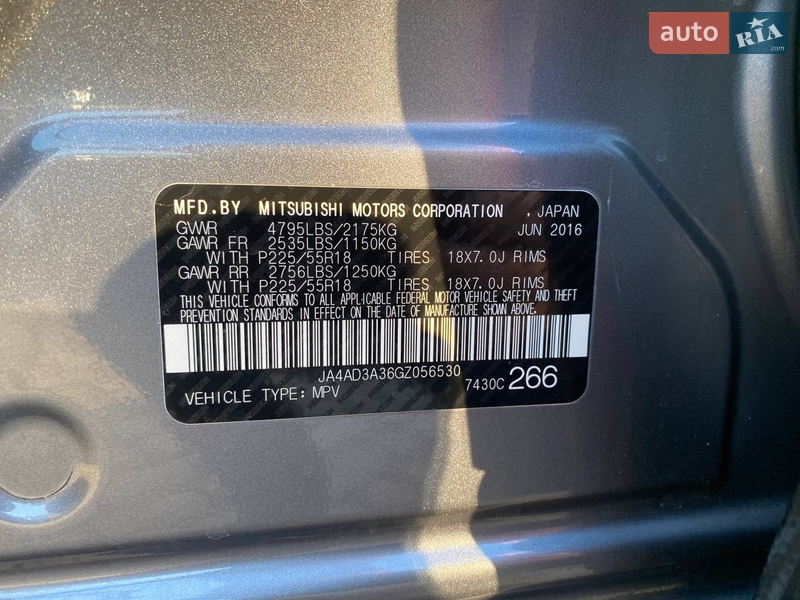 auto RIA.com
MFD.BY MITSUBISHI MOTORS CORPORATION , JAPAN
GVWR 4795LBS/2175KG JUN 2016
GAWR FR 2535LBS/1150KG
WITH P225/55R18 TIRES 18X7.0J RIMS
GAWR RR 2756LBS/1250KG
WITH P225/55R18 TIRES 18X7.0J RIMS
THIS VEHICLE CONFORMS TO ALL APPLICABLE FEDERAL MOTOR VEHICLE SAFETY AND THEFT
PREVENTION STANDARDS IN EFFECT ON THE DATE OF MANUFACTURE SHOWN ABOVE.
JA4AD3A36GZ056530
VEHICLE TYPE: MPV 7430C 266